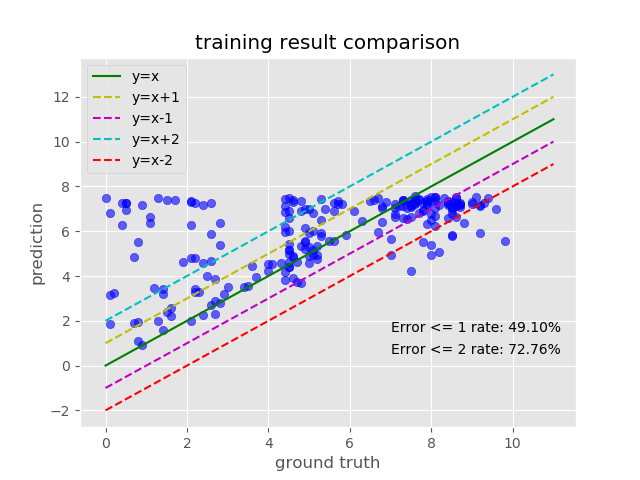 training result comparison
y=x
y=x+1
y=x-1
y=x+2
y=x-2
12
10
8
6
4
2
0
−2
prediction
Error <= 1 rate: 49.10%
Error <= 2 rate: 72.76%
0 2 4 6 8 10
ground truth